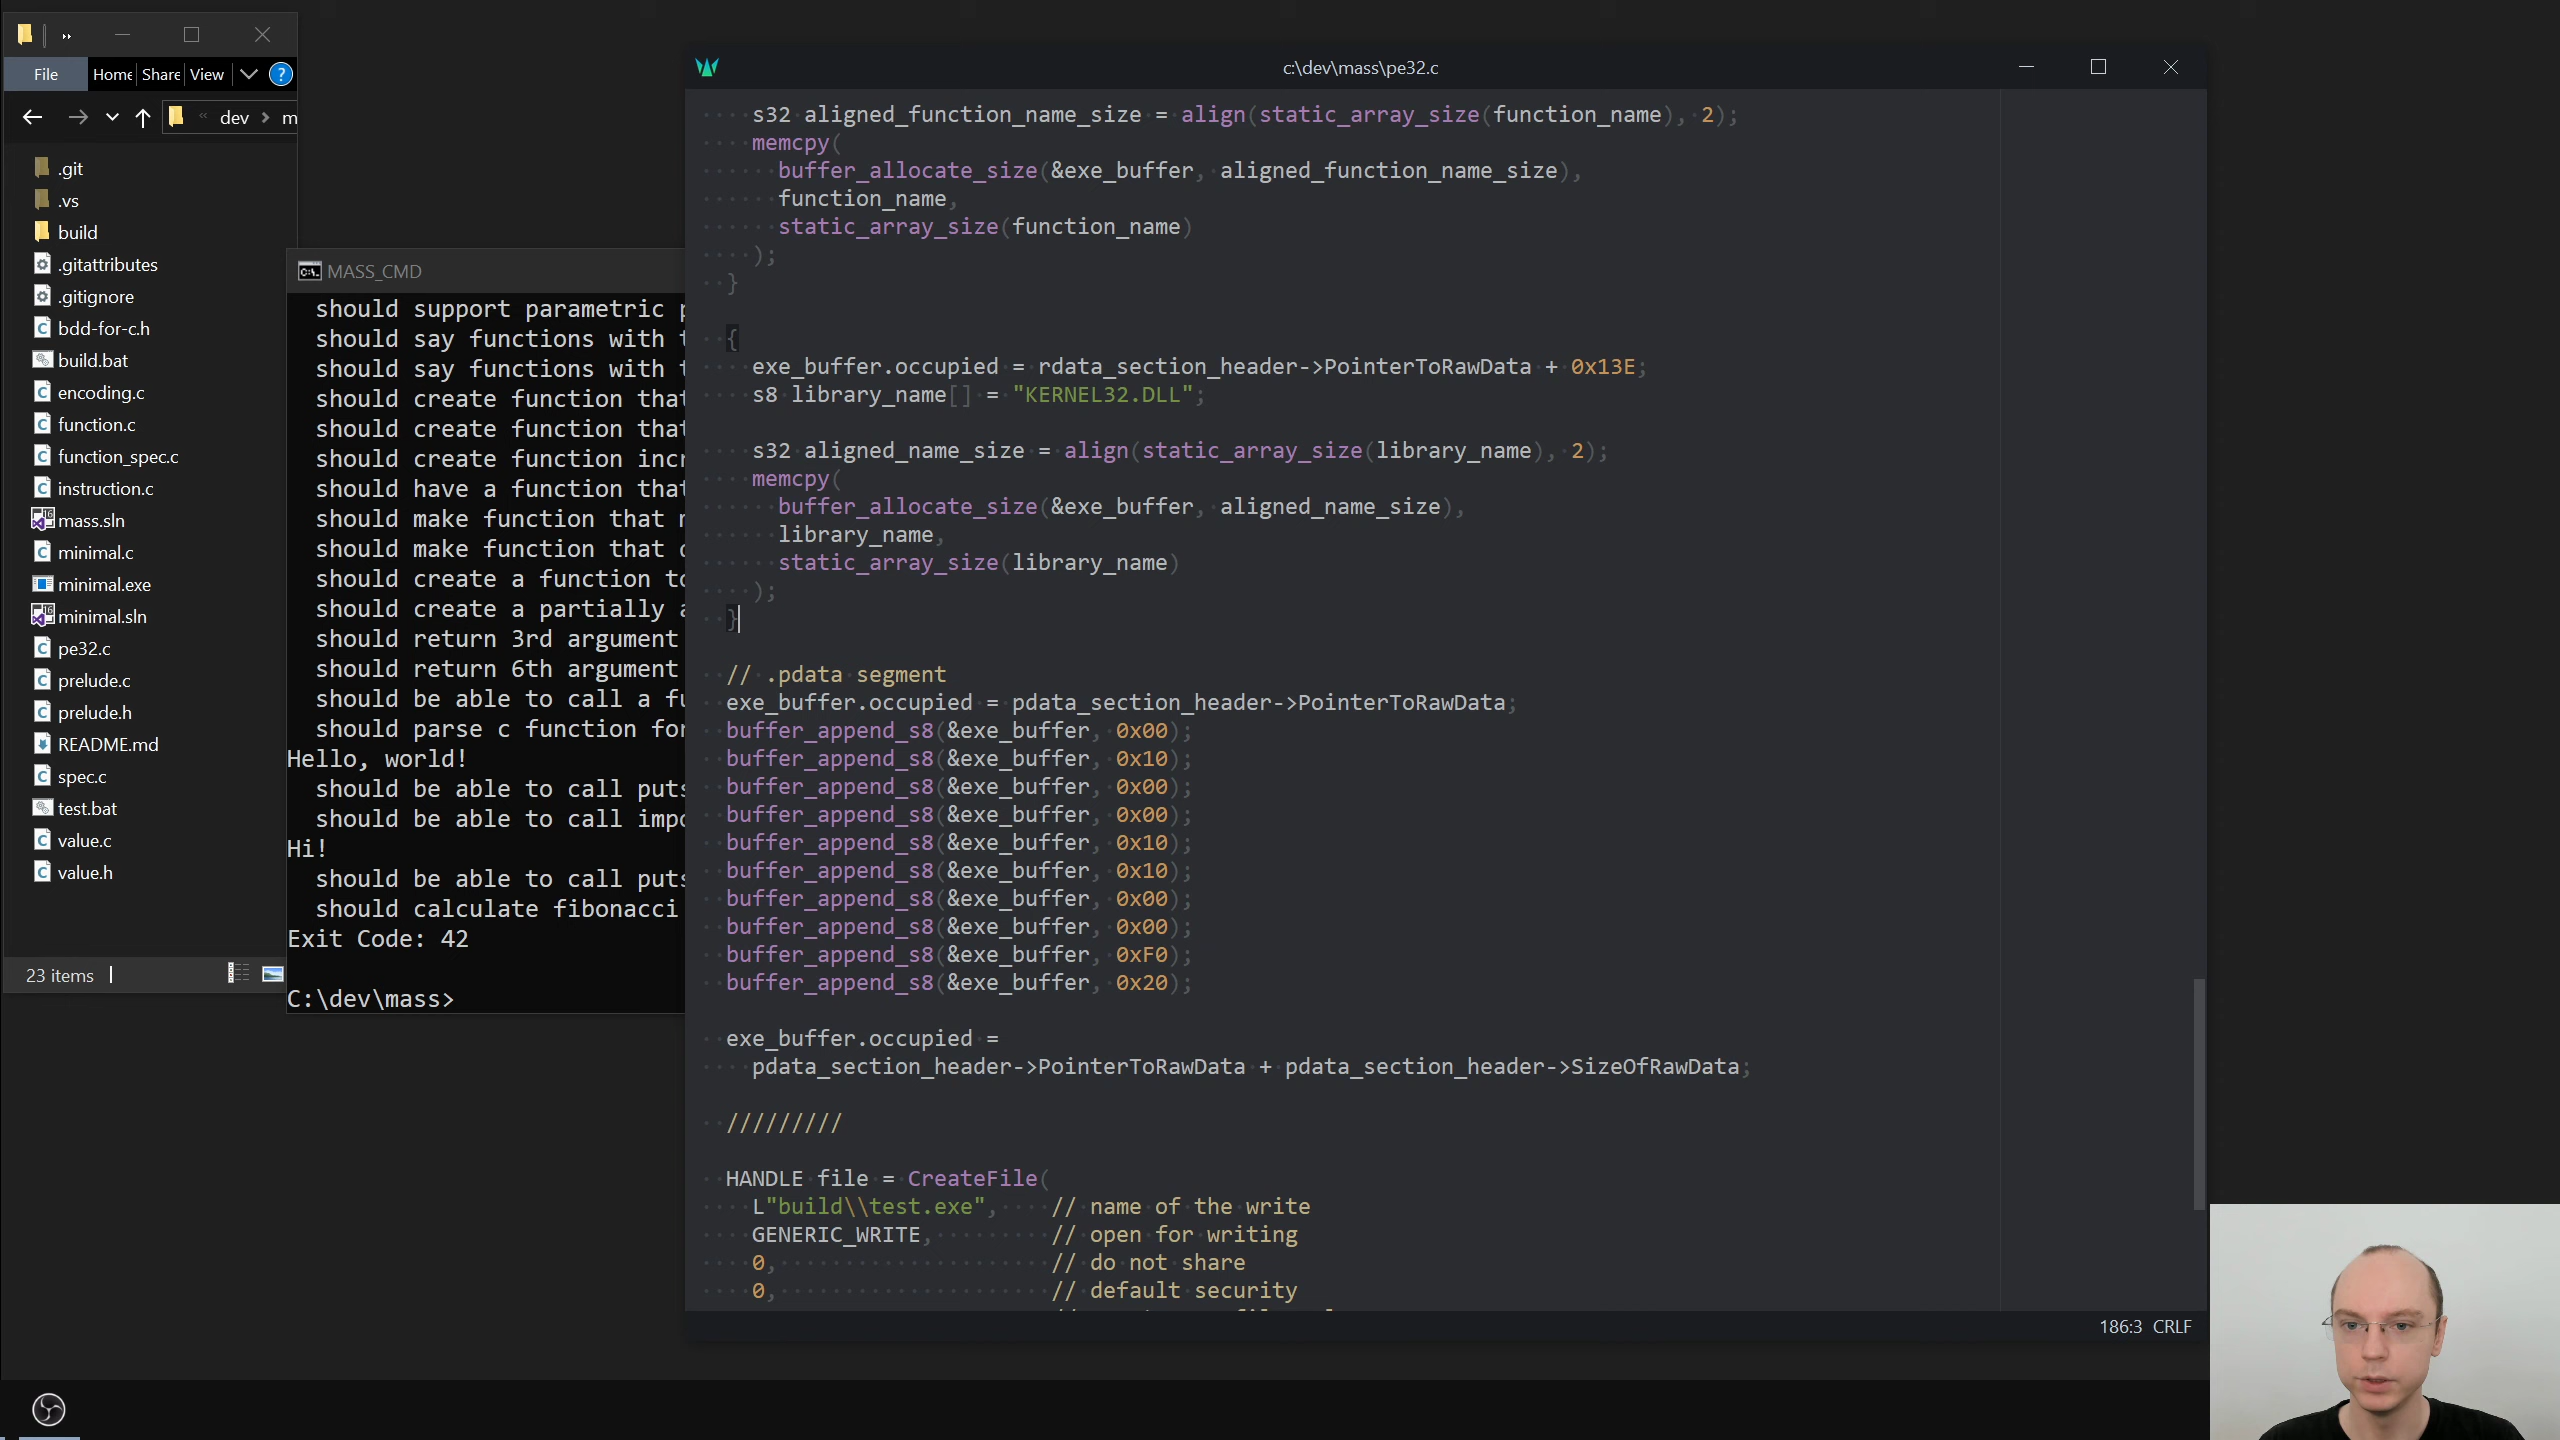 File
Home
Share
View
dev
m
.git
.vs
build
.gitattributes
.gitignore
bdd-for-c.h
build.bat
encoding.c
function.c
function_spec.c
instruction.c
mass.sln
minimal.c
minimal.exe
minimal.sln
pe32.c
prelude.c
prelude.h
README.md
spec.c
test.bat
value.c
value.h
23 items
MASS_CMD
should support parametric
should say functions with
should say functions with
should create function that
should create function that
should create function incr
should have a function that
should make function that
should make function that
should create a function to
should create a partially
should return 3rd argument
should return 6th argument
should be able to call a fu
should parse c function for
Hello, world!
should be able to call puts
should be able to call impo
Hi!
should be able to call puts
should calculate fibonacci
Exit Code: 42
C:\dev\mass>
c:\dev\mass\pe32.c
s32 aligned_function_name_size = align(static_array_size(function_name), 2);
memcpy(
buffer_allocate_size(&exe_buffer, aligned_function_name_size),
function_name,
static_array_size(function_name)
);
}
{
exe_buffer.occupied = rdata_section_header->PointerToRawData + 0x13E;
s8 library_name[] = "KERNEL32.DLL";
s32 aligned_name_size = align(static_array_size(library_name), 2);
memcpy(
buffer_allocate_size(&exe_buffer, aligned_name_size),
library_name,
static_array_size(library_name)
);
}
// .pdata segment
exe_buffer.occupied = pdata_section_header->PointerToRawData;
buffer_append_s8(&exe_buffer, 0x00);
buffer_append_s8(&exe_buffer, 0x10);
buffer_append_s8(&exe_buffer, 0x00);
buffer_append_s8(&exe_buffer, 0x00);
buffer_append_s8(&exe_buffer, 0x10);
buffer_append_s8(&exe_buffer, 0x10);
buffer_append_s8(&exe_buffer, 0x00);
buffer_append_s8(&exe_buffer, 0x00);
buffer_append_s8(&exe_buffer, 0xF0);
buffer_append_s8(&exe_buffer, 0x20);
exe_buffer.occupied =
pdata_section_header->PointerToRawData + pdata_section_header->SizeOfRawData;
/////////
HANDLE file = CreateFile(
L"build\\test.exe", // name of the write
GENERIC_WRITE, // open for writing
0, // do not share
0, // default security
186:3 CRLF